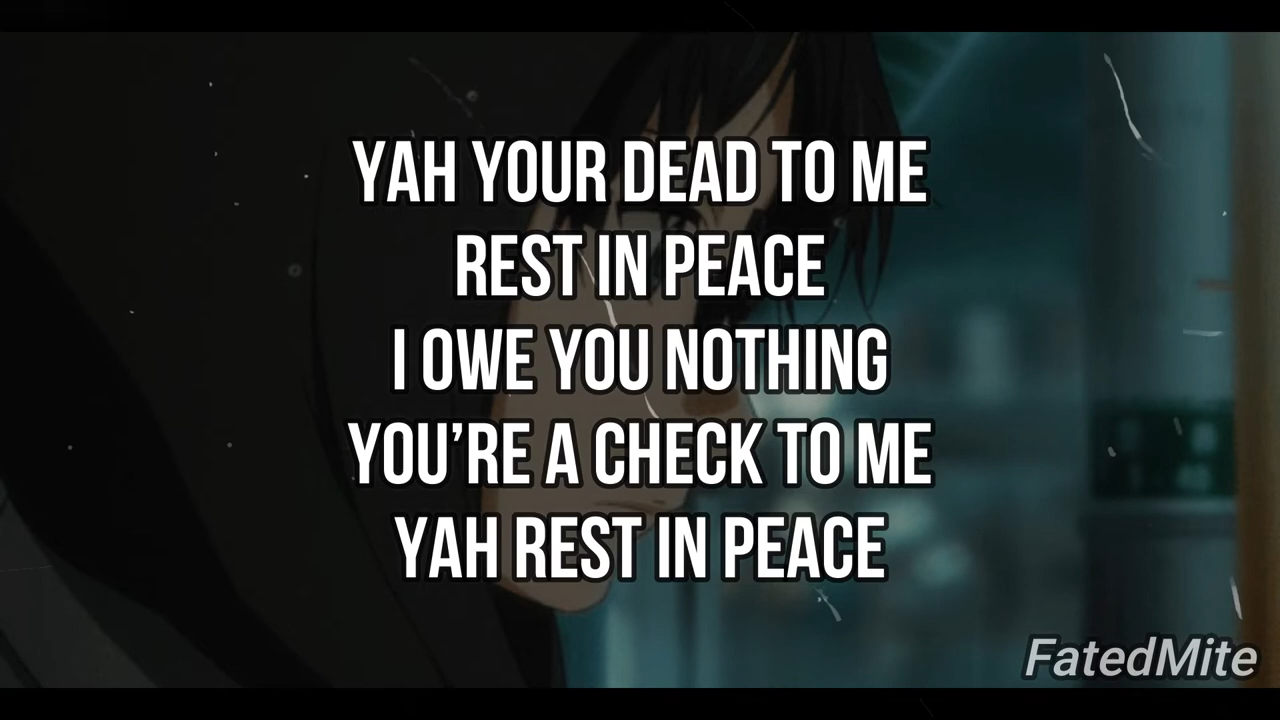 YAH YOUR DEAD TO ME
REST IN PEACE
I OWE YOU NOTHING
YOU’RE A CHECK TO ME
YAH REST IN PEACE
FatedMite